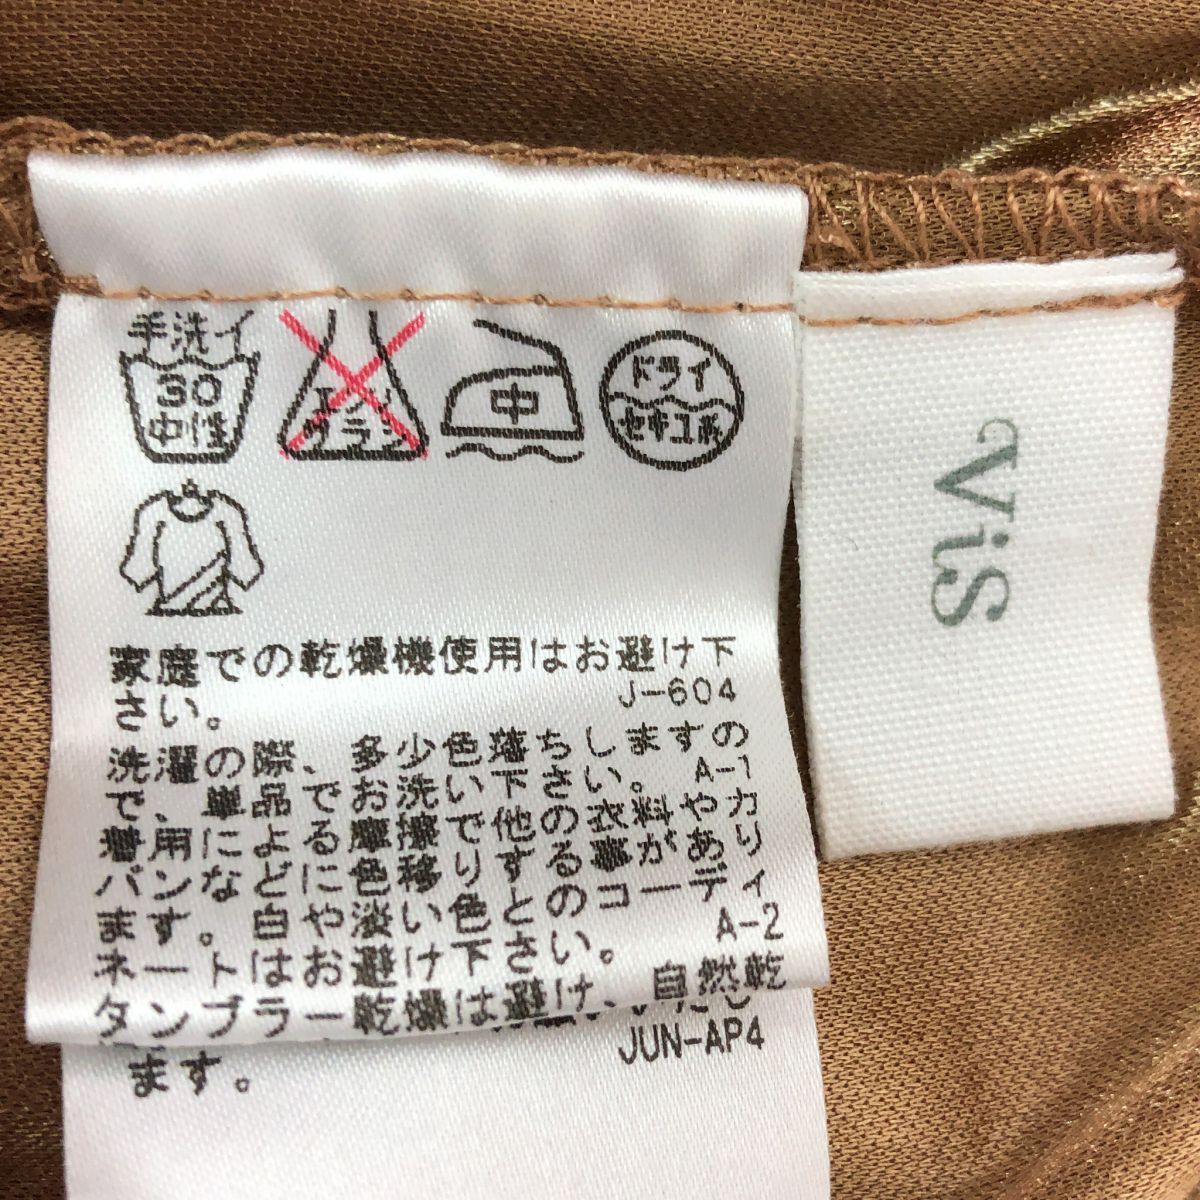 手洗イ
30
中性
エンソ
サラシ
中
ドライ
セキユ系
家庭での乾燥機使用はお避け下
さい。
J-604
洗濯の際、多少色落ちしますの
で、単品でお洗い下さい。
A-1
着用による摩擦で他の衣料やカ
バンなどに色移りする事があり
ます。白や淡い色とのコーディ
ネートはお避け下さい。
A-2
タンブラー乾燥は避け、自然乾
JUN-AP4
ます。
ViS